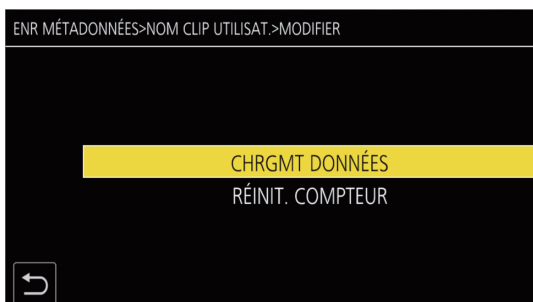 ENR MÉTADONNÉES>NOM CLIP UTILISAT.>MODIFIER
CHRGMT DONNÉES
RÉINIT. COMPTEUR